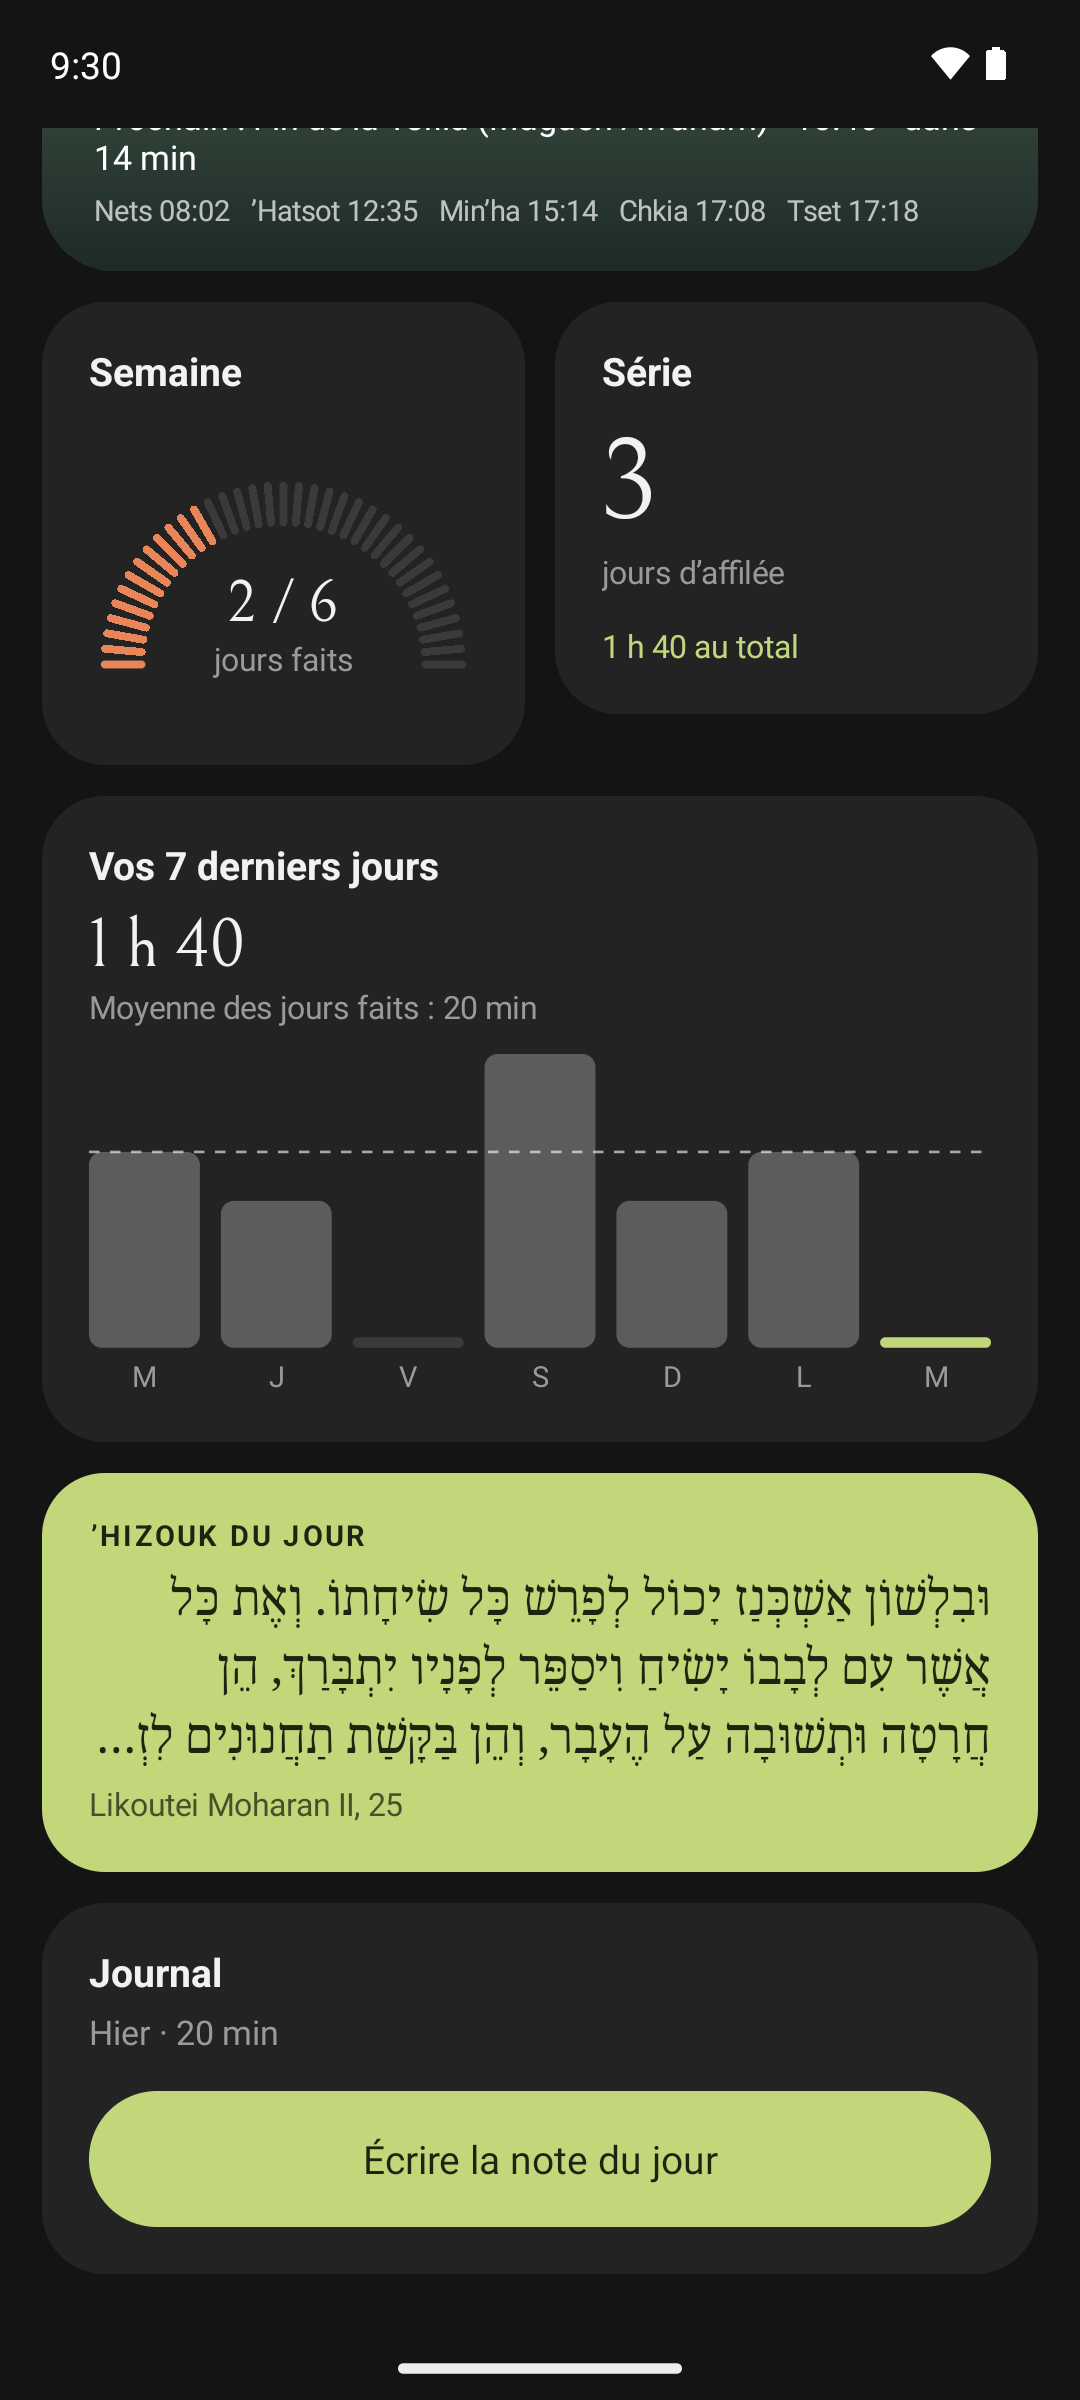 9:30
14 min
Nets 08:02 ’Hatsot 12:35 Min’ha 15:14 Chkia 17:08 Tset 17:18
Semaine
2 / 6
jours faits
Série
3
jours d’affilée
1 h 40 au total
Vos 7 derniers jours
1 h 40
Moyenne des jours faits : 20 min
M J V S D L M
’HIZOUK DU JOUR
וּבִלְשׁוֹן אַשְׁכְּנַז יָכוֹל לְפָרֵשׁ כָּל שִׂיחָתוֹ. וְאֶת כָּל
אֲשֶׁר עִם לְבָבוֹ יָשִׂיחַ וִיסַפֵּר לְפָנָיו יִתְבָּרַךְ, הֵן
חֲרָטָה וּתְשׁוּבָה עַל הֶעָבָר, וְהֵן בַּקָּשַׁת תַּחֲנוּנִים לִזְ...
Likoutei Moharan II, 25
Journal
Hier · 20 min
Écrire la note du jour